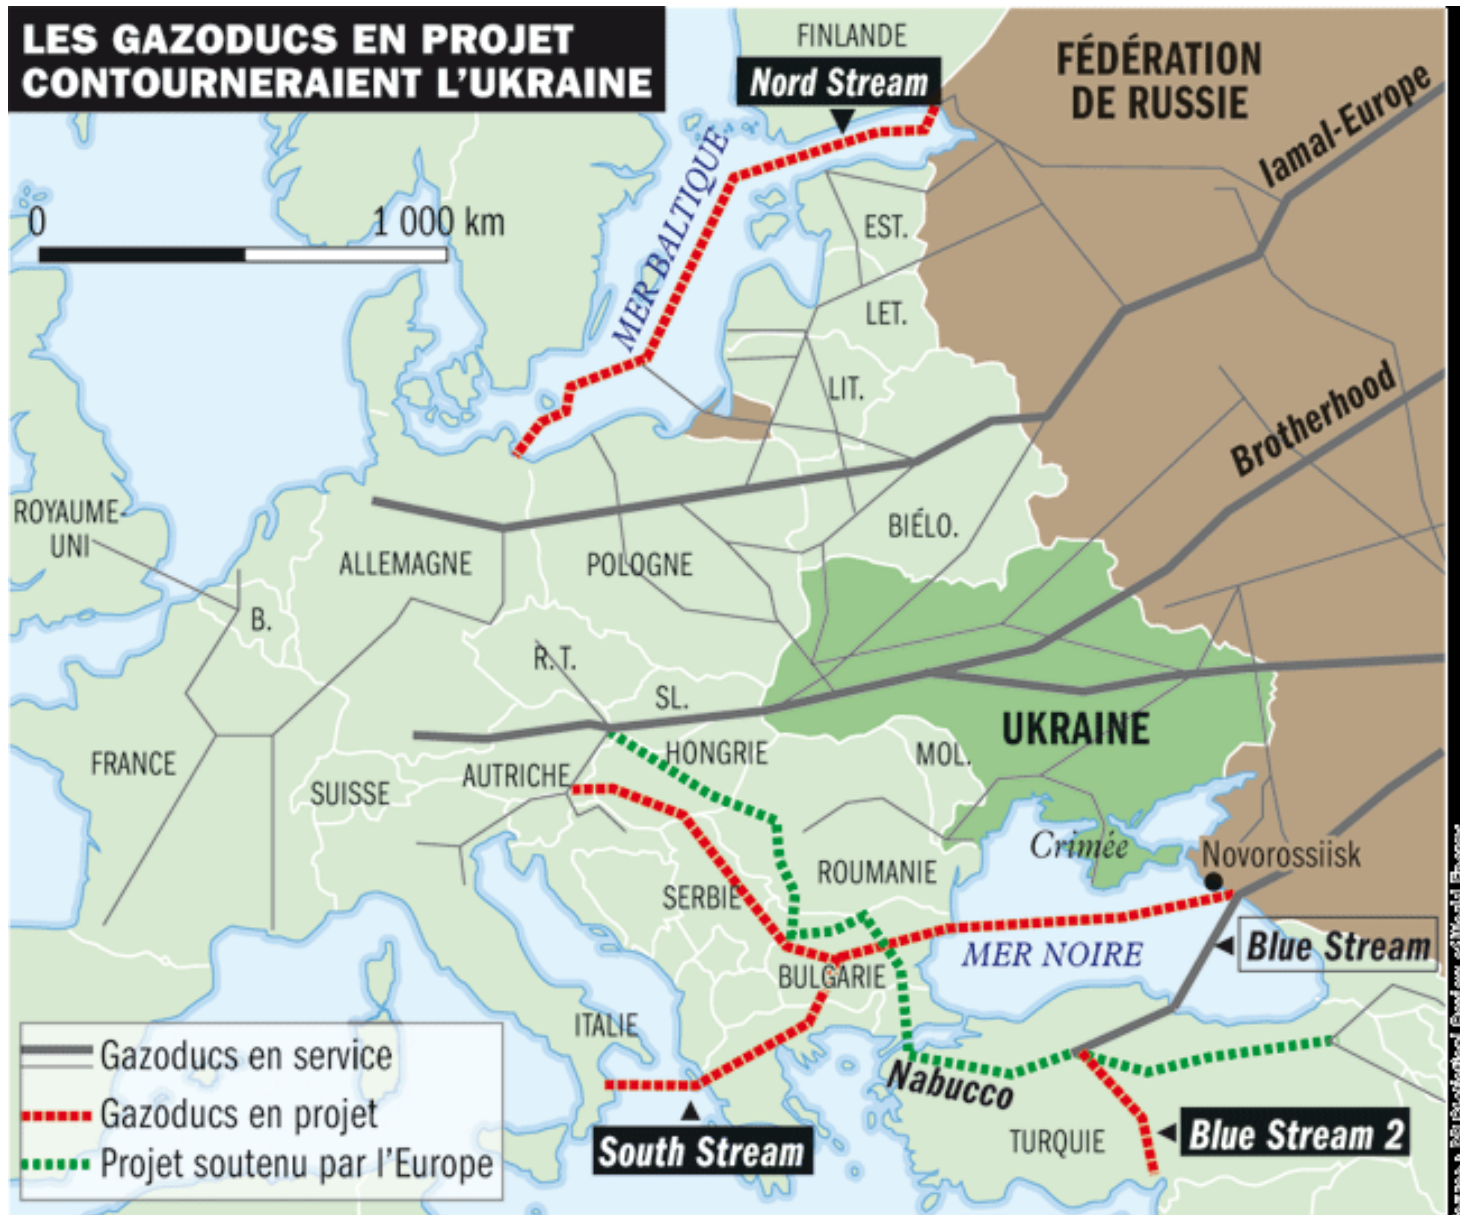 LES GAZODUCS EN PROJET
CONTOURNERAIENT L'UKRAINE
FINLANDE
Nord Stream
FÉDÉRATION
DE RUSSIE
Iamal-Europe
0 1 000 km
MER BALTIQUE
EST.
LET.
LIT.
Brotherhood
ROYAUME-
UNI
ALLEMAGNE
POLOGNE
BIÉLO.
B.
R.T.
SL.
UKRAINE
FRANCE
SUISSE
AUTRICHE
HONGRIE
MOL.
Crimée
Novorossiisk
ROUMANIE
SERBIE
MER NOIRE
Blue Stream
BULGARIE
ITALIE
Gazoducs en service
Gazoducs en projet
Projet soutenu par l'Europe
Nabucco
South Stream
TURQUIE
Blue Stream 2